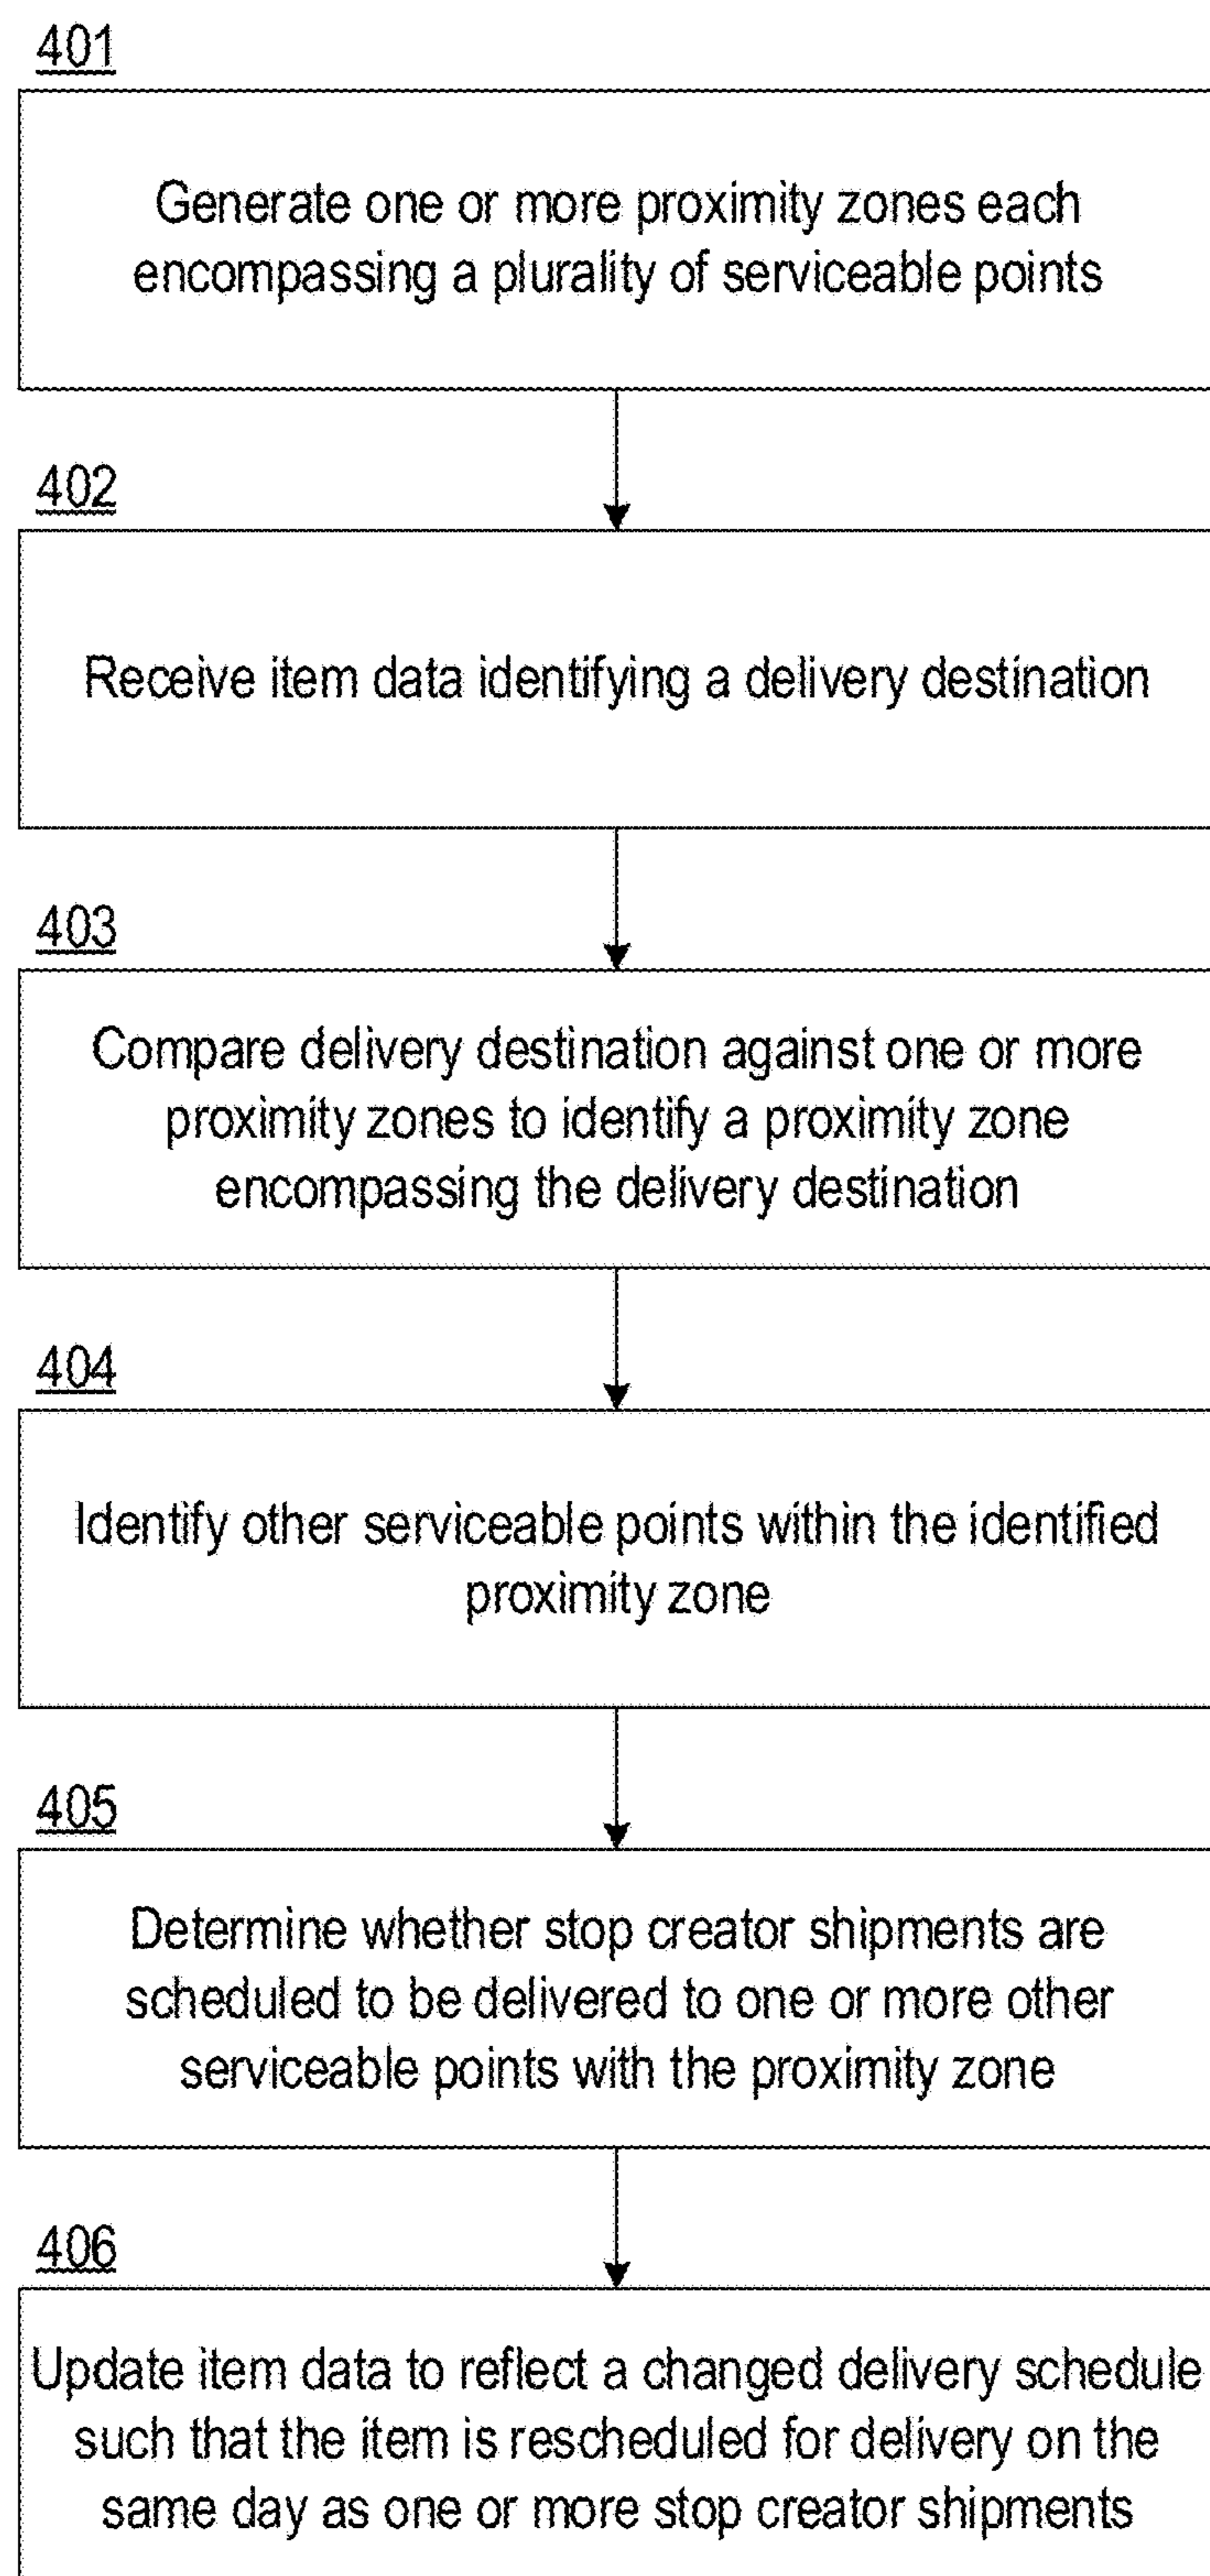 401
Generate one or more proximity zones each
encompassing a plurality of serviceable points
402
Receive item data identifying a delivery destination
403
Compare delivery destination against one or more
proximity zones to identify a proximity zone
encompassing the delivery destination
404
Identify other serviceable points within the identified
proximity zone
405
Determine whether stop creator shipments are
scheduled to be delivered to one or more other
serviceable points with the proximity zone
406
Update item data to reflect a changed delivery schedule
such that the item is rescheduled for delivery on the
same day as one or more stop creator shipments